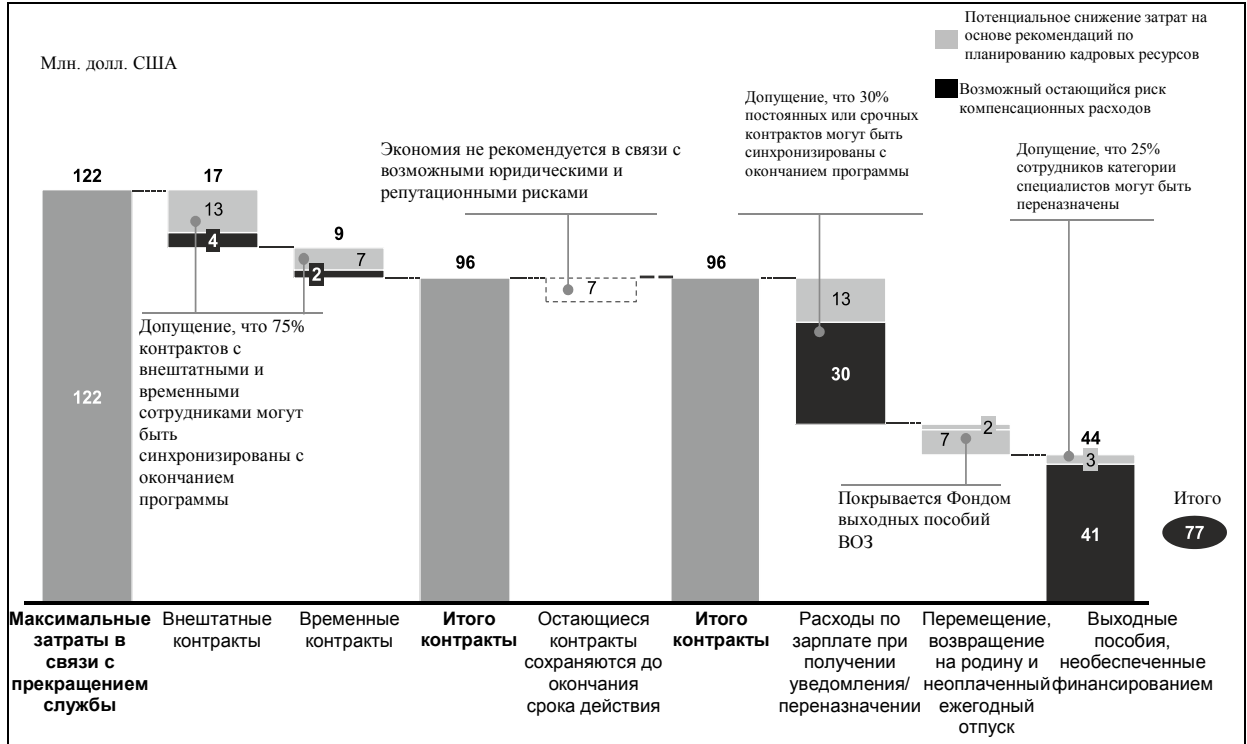 Млн. долл. США
Потенциальное снижение затрат на
основе рекомендаций по
планированию кадровых ресурсов
Возможный остающийся риск
компенсационных расходов
Экономия не рекомендуется в связи с
возможными юридическими и
репутационными рисками
Допущение, что 30%
постоянных или срочных
контрактов могут быть
синхронизированы с
окончанием программы
Допущение, что 25%
сотрудников категории
специалистов могут быть
переназначены
122
17
13
4
9
7
2
96
7
96
13
30
2
7
44
3
41
122
Допущение, что 75%
контрактов с
внештатными и
временными
сотрудниками могут
быть
синхронизированы с
окончанием
программы
Покрывается Фондом
выходных пособий
ВОЗ
Итого
77
Максимальные
затраты в
связи с
прекращением
службы
Внештатные
контракты
Временные
контракты
Итого
контракты
Остающиеся
контракты
сохраняются до
окончания
срока действия
Итого
контракты
Расходы по
зарплате при
получении
уведомления/
переназначении
Перемещение,
возвращение
на родину и
неоплаченный
ежегодный
отпуск
Выходные
пособия,
необеспеченные
финансированием